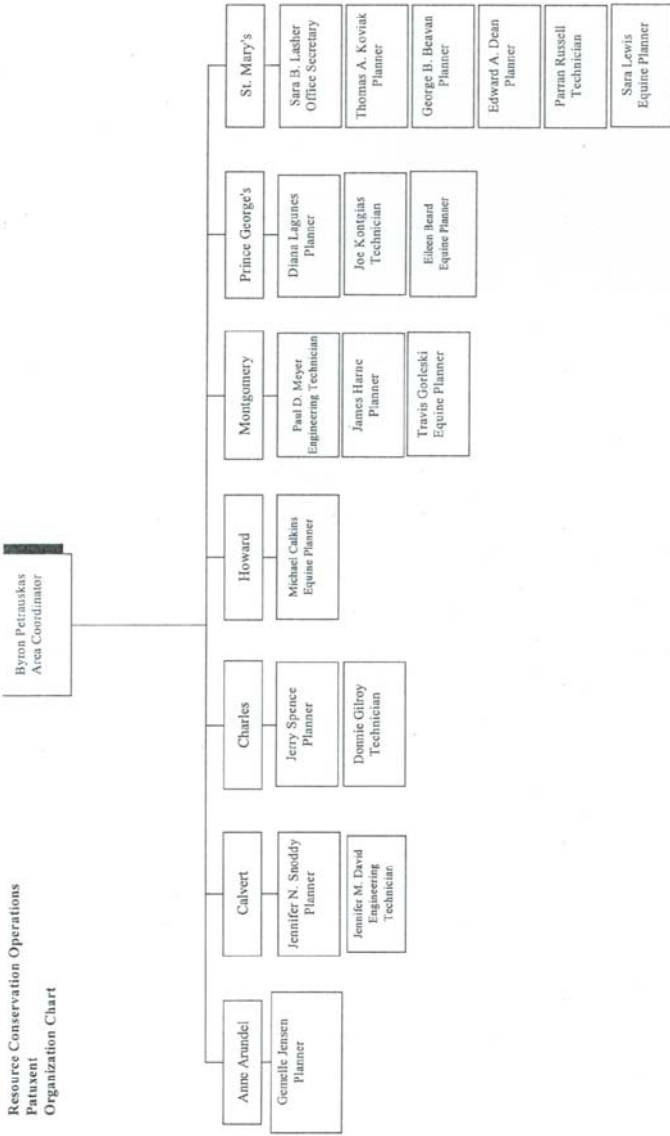 Resource Conservation Operations
Patuxent
Organization Chart
Byron Petrauskas
Area Coordinator
Anne Arundel
Gemelle Jensen
Planner
Calvert
Jennifer N. Snoddy
Planner
Jennifer M. David
Engineering
Technician
Charles
Jerry Spence
Planner
Donnie Gilroy
Technician
Howard
Michael Calkins
Equine Planner
Montgomery
Paul D. Meyer
Engineering Technician
James Harne
Planner
Travis Gorleski
Equine Planner
Prince George's
Diana Lagunes
Planner
Joe Kontgias
Technician
Eileen Beard
Equine Planner
St. Mary's
Sara B. Lasher
Office Secretary
Thomas A. Koviak
Planner
George B. Beavan
Planner
Edward A. Dean
Planner
Parran Russell
Technician
Sara Lewis
Equine Planner